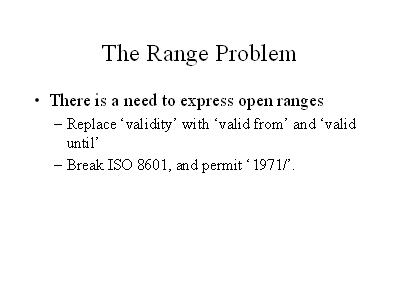 The Range Problem
• There is a need to express open ranges
– Replace ‘validity’ with ‘valid from’ and ‘valid
until’
– Break ISO 8601, and permit ‘1971/’.